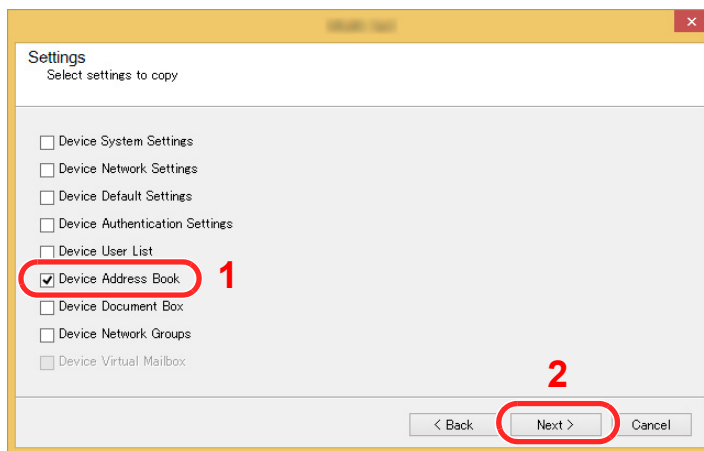 Settings
Select settings to copy
Device System Settings
Device Network Settings
Device Default Settings
Device Authentication Settings
Device User List
Device Address Book
1
Device Document Box
Device Network Groups
Device Virtual Mailbox
2
< Back
Next >
Cancel